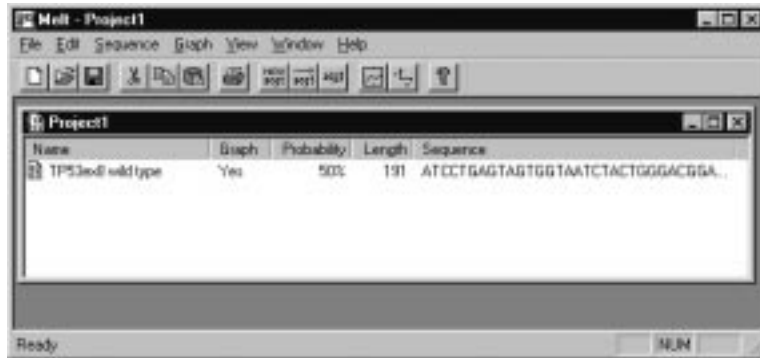 Melt - Project1
File Edit Sequence Graph View Window Help
Project1
Name Graph Probability Length Sequence
TP53ex8 wild type Yes 50% 191 ATCCTGAGTAGTGGTAATCTACTGGGACGGA...
Ready NUM